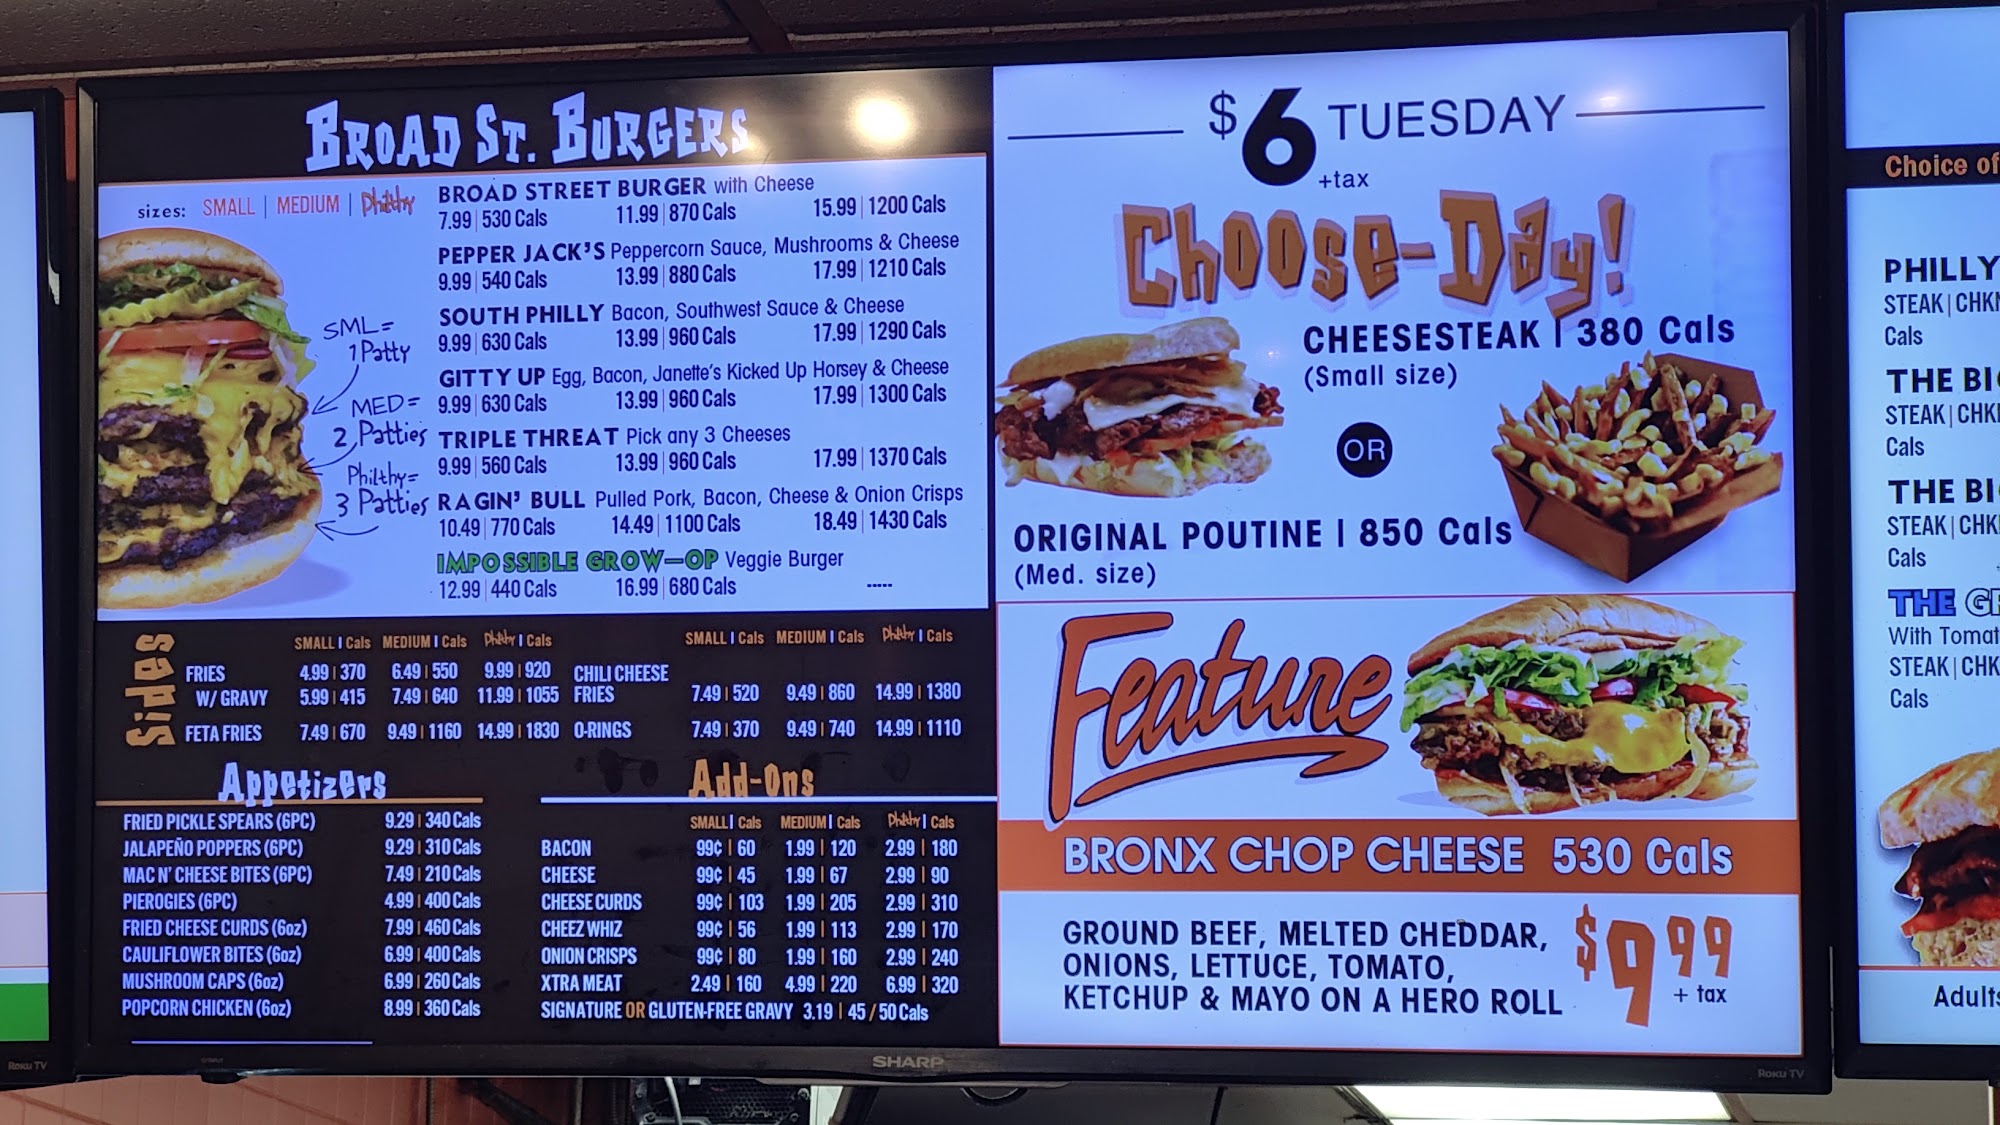 BROAD ST. BURGERS
sizes: SMALL | MEDIUM | Philthy
SML= 1 Patty
MED= 2 Patties
Philthy= 3 Patties
BROAD STREET BURGER with Cheese
7.99 | 530 Cals 11.99 | 870 Cals 15.99 | 1200 Cals
PEPPER JACK'S Peppercorn Sauce, Mushrooms & Cheese
9.99 | 540 Cals 13.99 | 880 Cals 17.99 | 1210 Cals
SOUTH PHILLY Bacon, Southwest Sauce & Cheese
9.99 | 630 Cals 13.99 | 960 Cals 17.99 | 1290 Cals
GITTY UP Egg, Bacon, Janette's Kicked Up Horsey & Cheese
9.99 | 630 Cals 13.99 | 960 Cals 17.99 | 1300 Cals
TRIPLE THREAT Pick any 3 Cheeses
9.99 | 560 Cals 13.99 | 960 Cals 17.99 | 1370 Cals
RAGIN' BULL Pulled Pork, Bacon, Cheese & Onion Crisps
10.49 | 770 Cals 14.49 | 1100 Cals 18.49 | 1430 Cals
IMPOSSIBLE GROW-OP Veggie Burger
12.99 | 440 Cals 16.99 | 680 Cals -----
Sides
SMALL | Cals MEDIUM | Cals Philthy | Cals
FRIES 4.99 | 370 6.49 | 550 9.99 | 920
W/ GRAVY 5.99 | 415 7.49 | 640 11.99 | 1055
FETA FRIES 7.49 | 670 9.49 | 1160 14.99 | 1830
SMALL | Cals MEDIUM | Cals Philthy | Cals
CHILI CHEESE
FRIES 7.49 | 520 9.49 | 860 14.99 | 1380
O-RINGS 7.49 | 370 9.49 | 740 14.99 | 1110
Appetizers
FRIED PICKLE SPEARS (6PC) 9.29 | 340 Cals
JALAPEÑO POPPERS (6PC) 9.29 | 310 Cals
MAC N' CHEESE BITES (6PC) 7.49 | 210 Cals
PIEROGIES (6PC) 4.99 | 400 Cals
FRIED CHEESE CURDS (6oz) 7.99 | 460 Cals
CAULIFLOWER BITES (6oz) 6.99 | 400 Cals
MUSHROOM CAPS (6oz) 6.99 | 260 Cals
POPCORN CHICKEN (6oz) 8.99 | 360 Cals
Add-Ons
SMALL | Cals MEDIUM | Cals Philthy | Cals
BACON 99¢ | 60 1.99 | 120 2.99 | 180
CHEESE 99¢ | 45 1.99 | 67 2.99 | 90
CHEESE CURDS 99¢ | 103 1.99 | 205 2.99 | 310
CHEEZ WHIZ 99¢ | 56 1.99 | 113 2.99 | 170
ONION CRISPS 99¢ | 80 1.99 | 160 2.99 | 240
XTRA MEAT 2.49 | 160 4.99 | 220 6.99 | 320
SIGNATURE OR GLUTEN-FREE GRAVY 3.19 | 45 / 50 Cals
$6 TUESDAY
+tax
Choose-Day!
CHEESESTEAK | 380 Cals
(Small size)
OR
ORIGINAL POUTINE | 850 Cals
(Med. size)
Feature
BRONX CHOP CHEESE 530 Cals
GROUND BEEF, MELTED CHEDDAR,
ONIONS, LETTUCE, TOMATO,
KETCHUP & MAYO ON A HERO ROLL
$9.99
+ tax
Choice of
PHILLY
STEAK | CHK
Cals
THE BI
STEAK | CHK
Cals
THE BI
STEAK | CHK
Cals
THE G
With Tomat
STEAK | CHK
Cals
Adults
SHARP
Roku TV
Roku TV